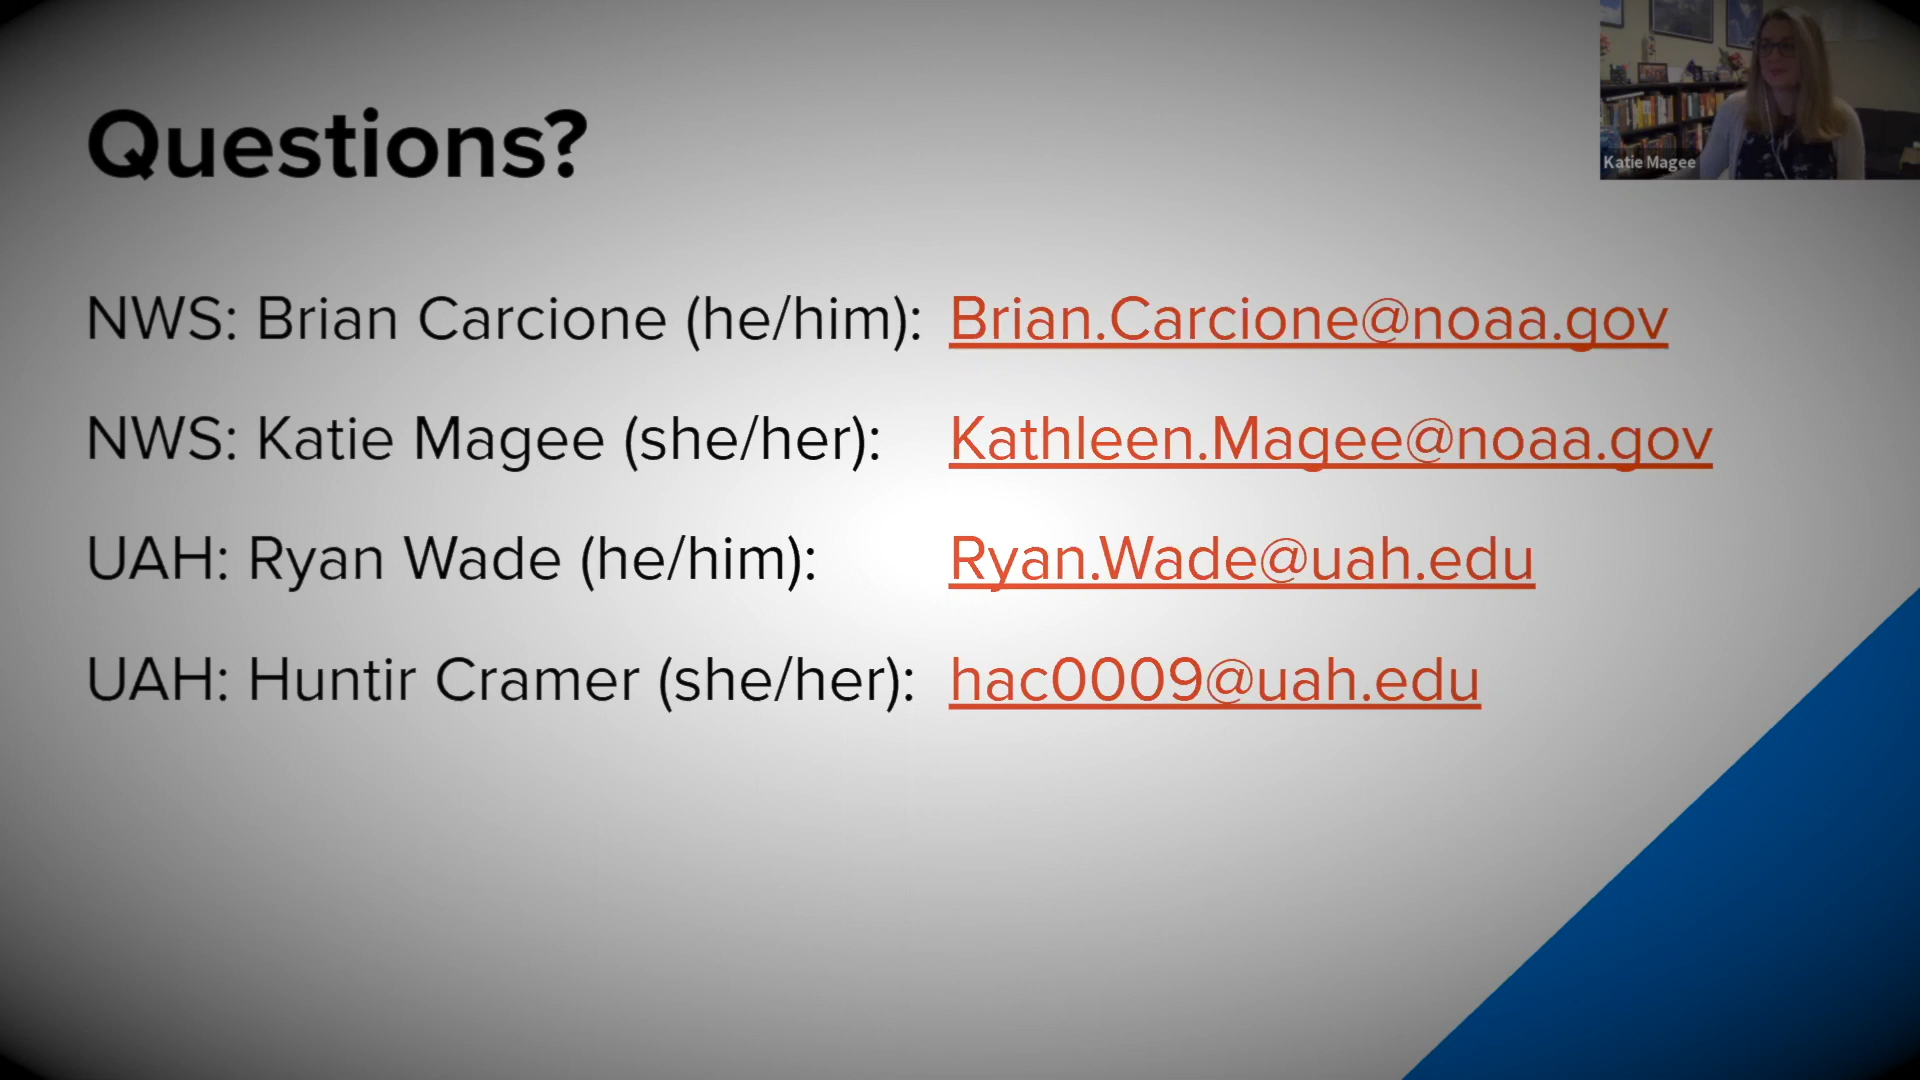 Questions?
NWS: Brian Carcione (he/him): Brian.Carcione@noaa.gov
NWS: Katie Magee (she/her): Kathleen.Magee@noaa.gov
UAH: Ryan Wade (he/him): Ryan.Wade@uah.edu
UAH: Huntir Cramer (she/her): hac0009@uah.edu
Katie Magee